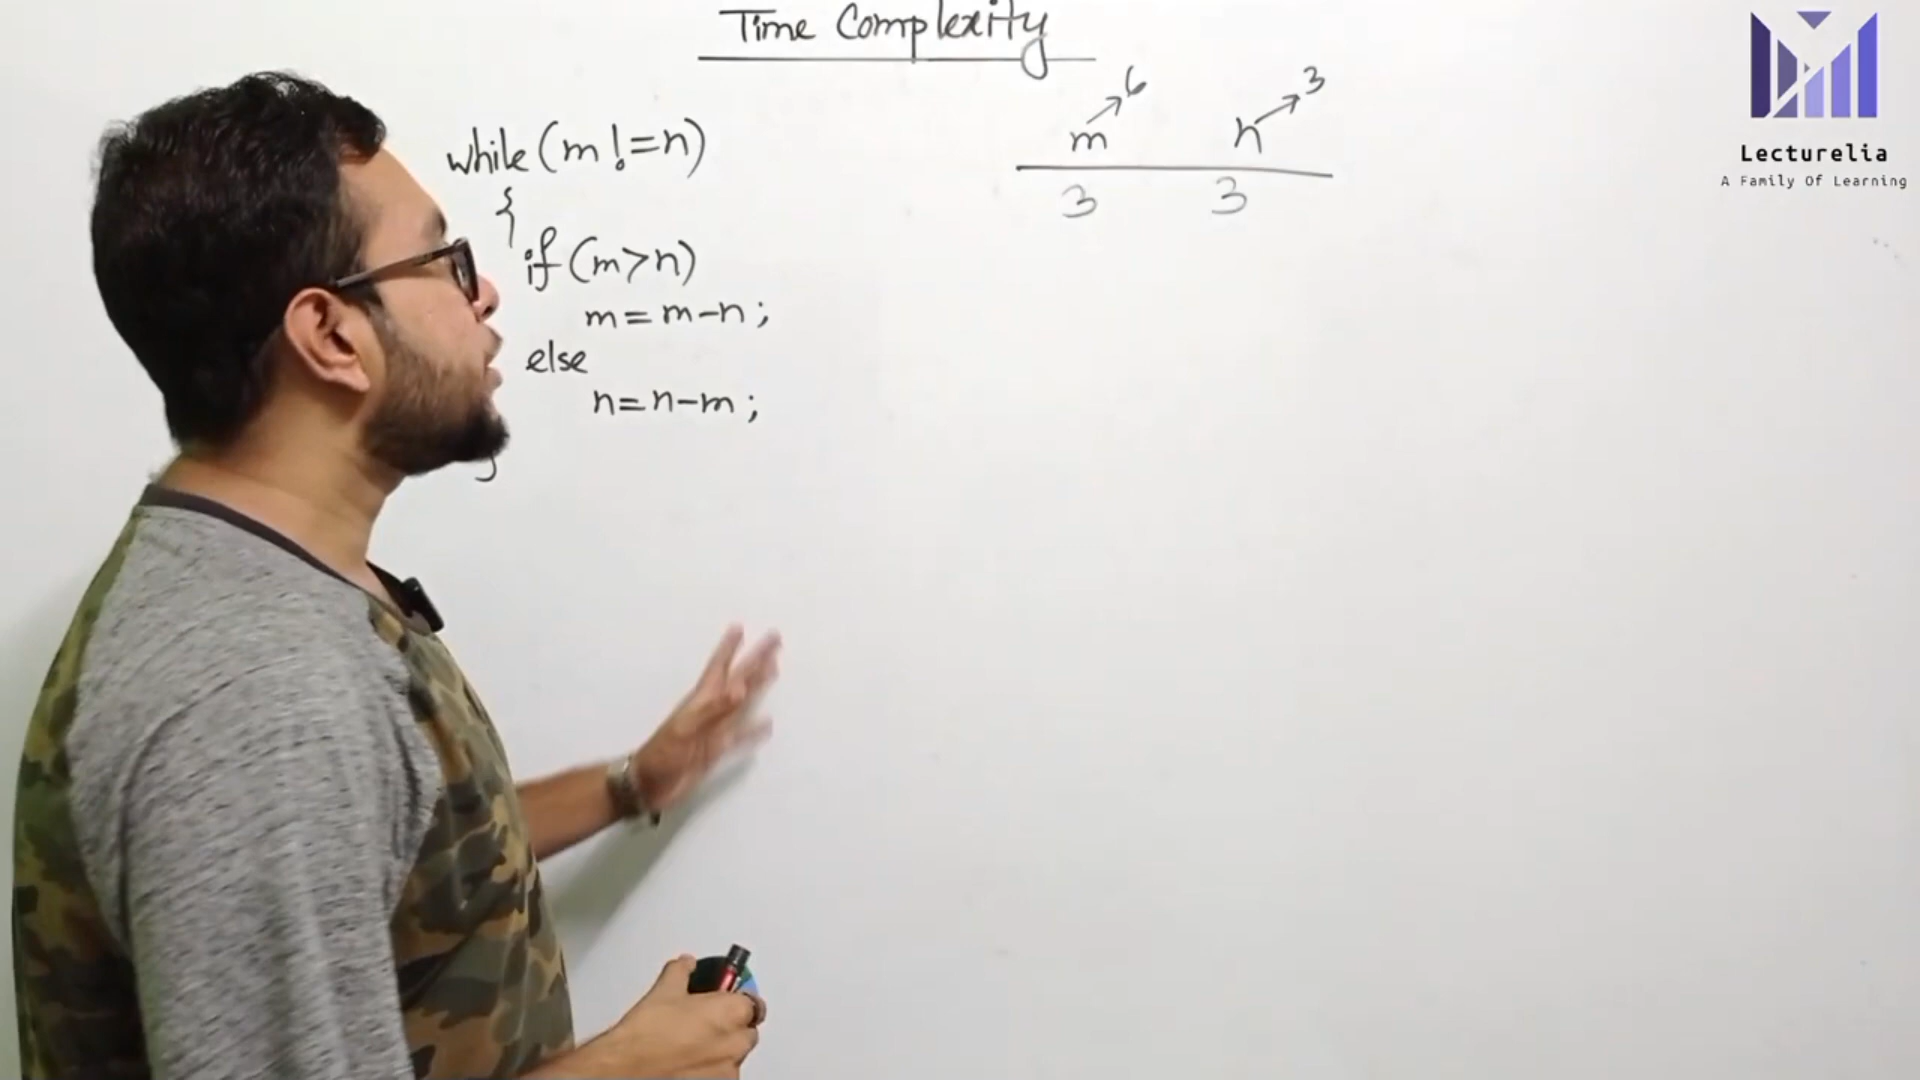 Time Complexity
while (m != n)
{
if (m>n)
m = m-n ;
else
n = n-m ;
}
6 3
m n
3 3
Lecturelia
A Family Of Learning